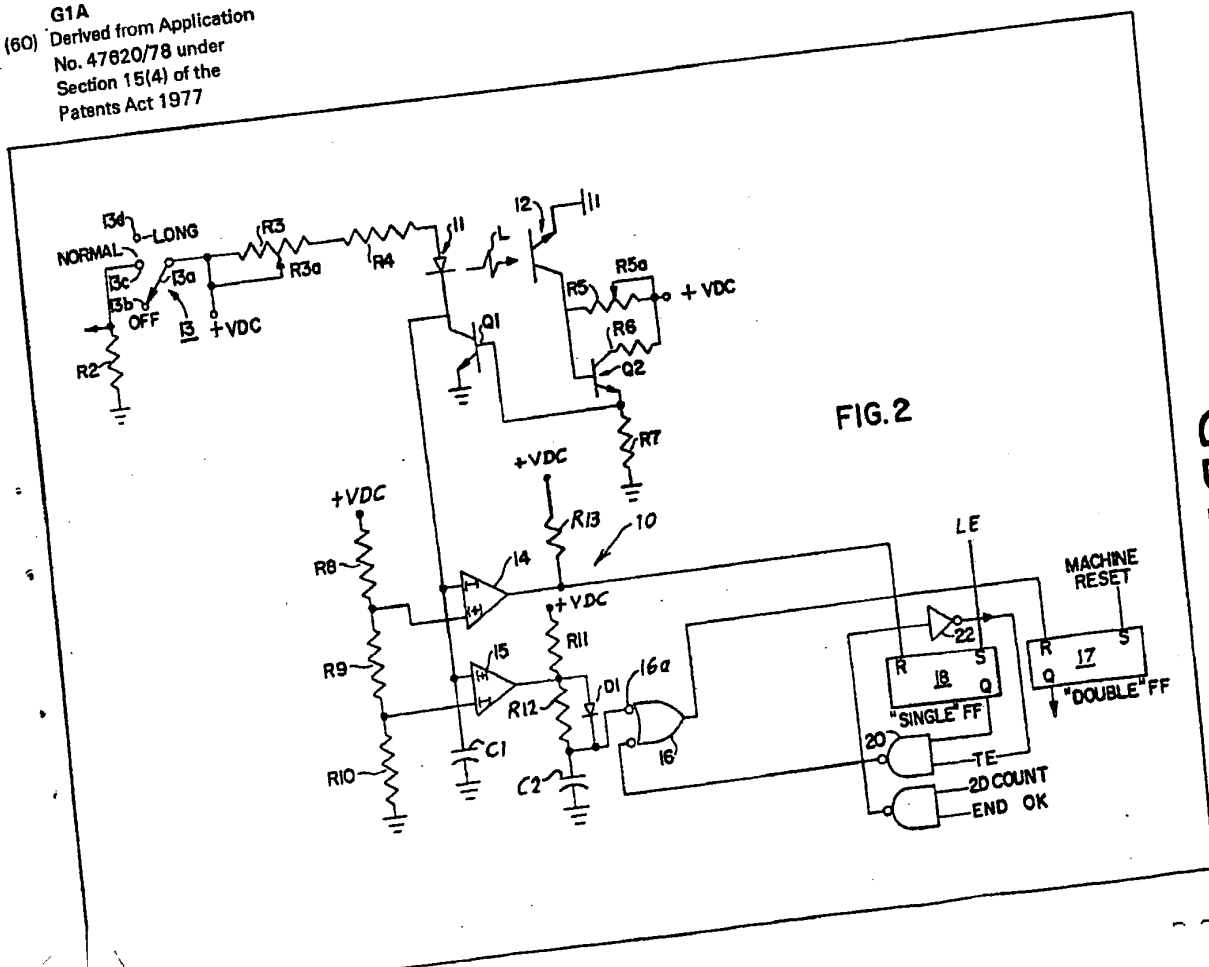 G1A
(60) Derived from Application
No. 47620/78 under
Section 15(4) of the
Patents Act 1977
13d
LONG
NORMAL
13c
13a
13b
OFF
13
+VDC
R2
R3
R3a
R4
11
L
12
R5a
R5
+VDC
R6
Q1
Q2
R7
FIG. 2
+VDC
+VDC
R13
10
LE
MACHINE
RESET
R8
14
+VDC
R11
22
R
S
18
Q
"SINGLE" FF
R
S
17
Q
"DOUBLE" FF
R9
15
R12
D1
16a
16
20
TE
2D COUNT
END OK
R10
C1
C2